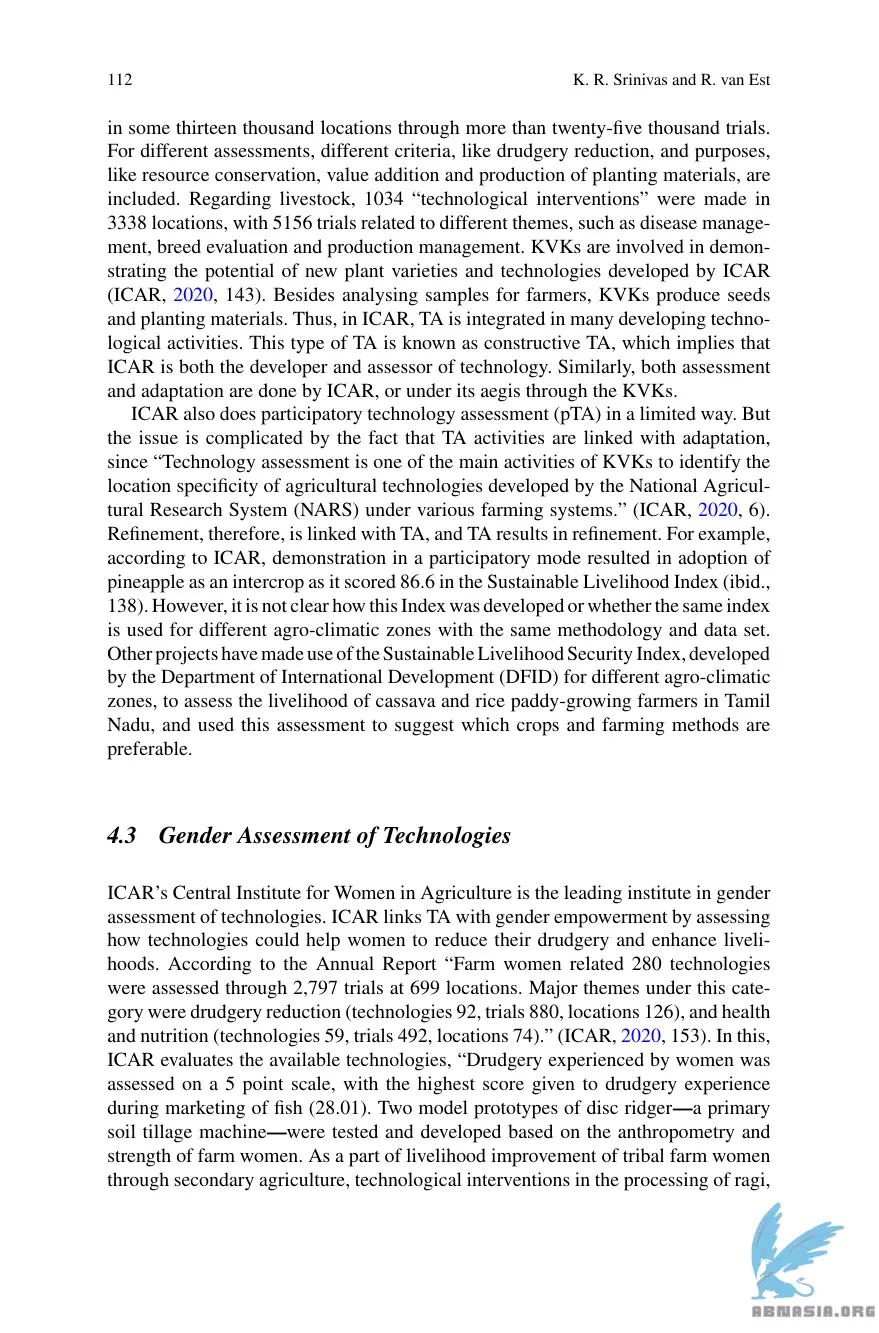 112 K. R. Srinivas and R. van Est
in some thirteen thousand locations through more than twenty-five thousand trials.
For different assessments, different criteria, like drudgery reduction, and purposes,
like resource conservation, value addition and production of planting materials, are
included. Regarding livestock, 1034 “technological interventions” were made in
3338 locations, with 5156 trials related to different themes, such as disease manage-
ment, breed evaluation and production management. KVKs are involved in demon-
strating the potential of new plant varieties and technologies developed by ICAR
(ICAR, 2020, 143). Besides analysing samples for farmers, KVKs produce seeds
and planting materials. Thus, in ICAR, TA is integrated in many developing techno-
logical activities. This type of TA is known as constructive TA, which implies that
ICAR is both the developer and assessor of technology. Similarly, both assessment
and adaptation are done by ICAR, or under its aegis through the KVKs.
ICAR also does participatory technology assessment (pTA) in a limited way. But
the issue is complicated by the fact that TA activities are linked with adaptation,
since “Technology assessment is one of the main activities of KVKs to identify the
location specificity of agricultural technologies developed by the National Agricul-
tural Research System (NARS) under various farming systems.” (ICAR, 2020, 6).
Refinement, therefore, is linked with TA, and TA results in refinement. For example,
according to ICAR, demonstration in a participatory mode resulted in adoption of
pineapple as an intercrop as it scored 86.6 in the Sustainable Livelihood Index (ibid.,
138). However, it is not clear how this Index was developed or whether the same index
is used for different agro-climatic zones with the same methodology and data set.
Other projects have made use of the Sustainable Livelihood Security Index, developed
by the Department of International Development (DFID) for different agro-climatic
zones, to assess the livelihood of cassava and rice paddy-growing farmers in Tamil
Nadu, and used this assessment to suggest which crops and farming methods are
preferable.
4.3 Gender Assessment of Technologies
ICAR’s Central Institute for Women in Agriculture is the leading institute in gender
assessment of technologies. ICAR links TA with gender empowerment by assessing
how technologies could help women to reduce their drudgery and enhance liveli-
hoods. According to the Annual Report “Farm women related 280 technologies
were assessed through 2,797 trials at 699 locations. Major themes under this cate-
gory were drudgery reduction (technologies 92, trials 880, locations 126), and health
and nutrition (technologies 59, trials 492, locations 74).” (ICAR, 2020, 153). In this,
ICAR evaluates the available technologies, “Drudgery experienced by women was
assessed on a 5 point scale, with the highest score given to drudgery experience
during marketing of fish (28.01). Two model prototypes of disc ridger—a primary
soil tillage machine—were tested and developed based on the anthropometry and
strength of farm women. As a part of livelihood improvement of tribal farm women
through secondary agriculture, technological interventions in the processing of ragi,
ABNASIA.ORG